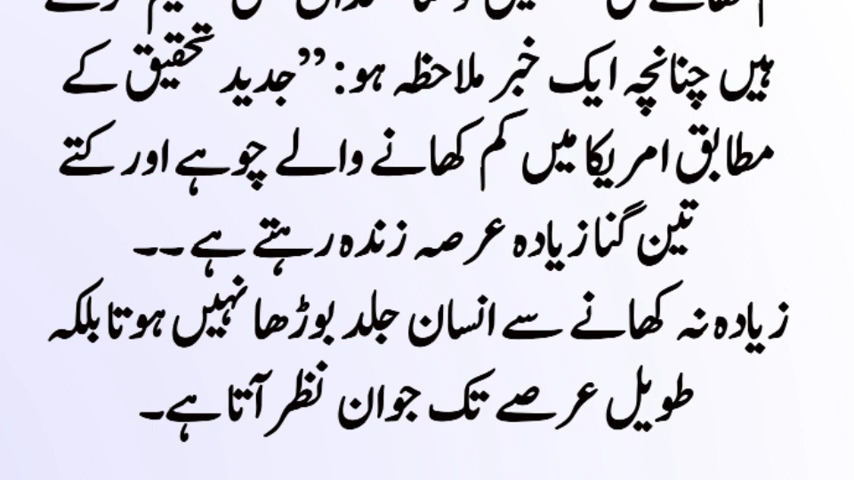 ہیں چنانچہ ایک خبر ملاحظہ ہو: ”جدید تحقیق کے
مطابق امریکا میں کم کھانے والے چوہے اور کتے
تین گنا زیادہ عرصہ زندہ رہتے ہے ۔۔
زیادہ نہ کھانے سے انسان جلد بوڑھا نہیں ہوتا بلکہ
طویل عرصے تک جوان نظر آتا ہے۔